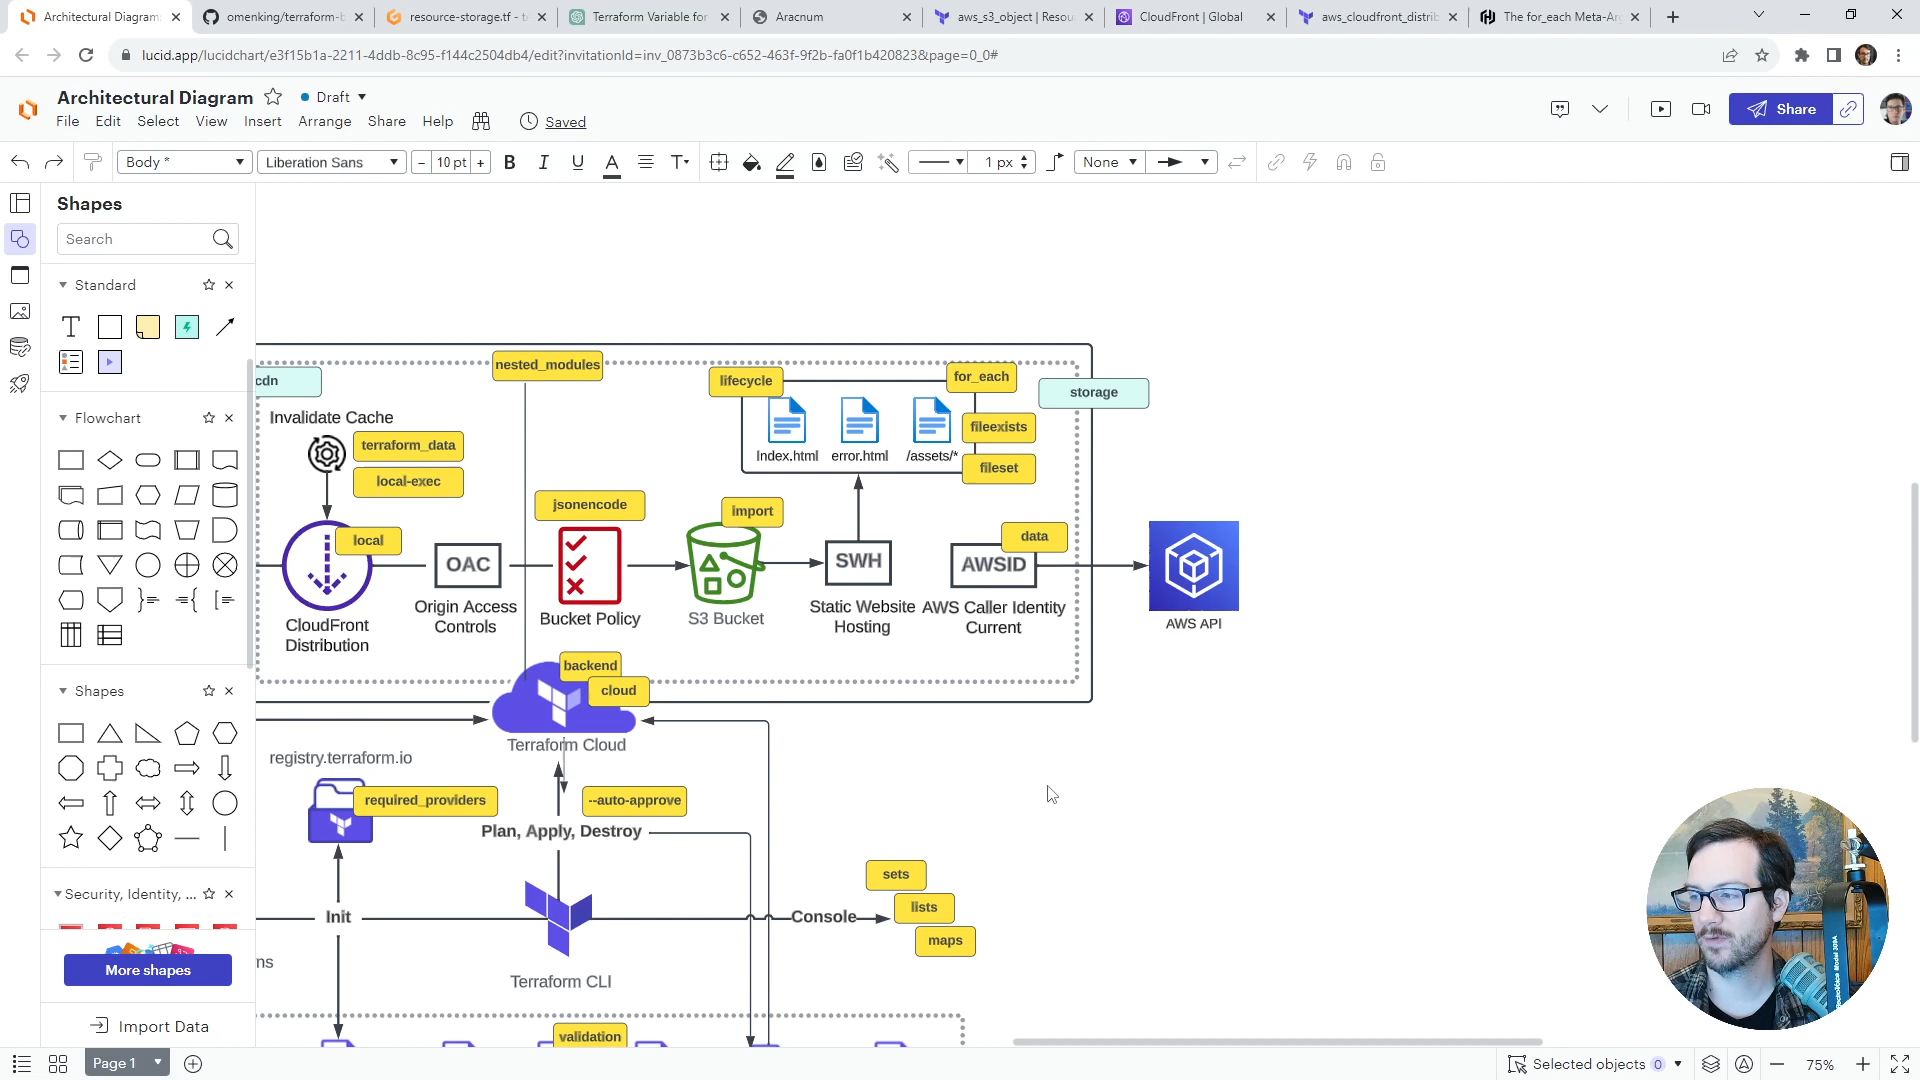 Architectural Diagram:
omenking/terraform-b
resource-storage.tf - t
Terraform Variable for
Aracnum
aws_s3_object | Resou
CloudFront | Global
aws_cloudfront_distrib
The for_each Meta-Ar
lucid.app/lucidchart/e3f15b1a-2211-4ddb-8c95-f144c2504db4/edit?invitationId=inv_0873b3c6-c652-463f-9f2b-fa0f1b420823&page=0_0#
Architectural Diagram
Draft
File
Edit
Select
View
Insert
Arrange
Share
Help
Saved
Share
Body *
Liberation Sans
10 pt
B
I
U
A
T
1 px
None
Shapes
Search
Standard
T
Flowchart
Shapes
Security, Identity, ...
More shapes
Import Data
cdn
nested_modules
lifecycle
for_each
storage
Invalidate Cache
terraform_data
local-exec
fileexists
fileset
Index.html
error.html
/assets/*
jsonencode
import
local
data
OAC
SWH
AWSID
CloudFront
Distribution
Origin Access
Controls
Bucket Policy
S3 Bucket
Static Website
Hosting
AWS Caller Identity
Current
AWS API
backend
cloud
Terraform Cloud
registry.terraform.io
required_providers
--auto-approve
Plan, Apply, Destroy
Init
Console
sets
lists
maps
ns
Terraform CLI
validation
Page 1
Selected objects
0
75%